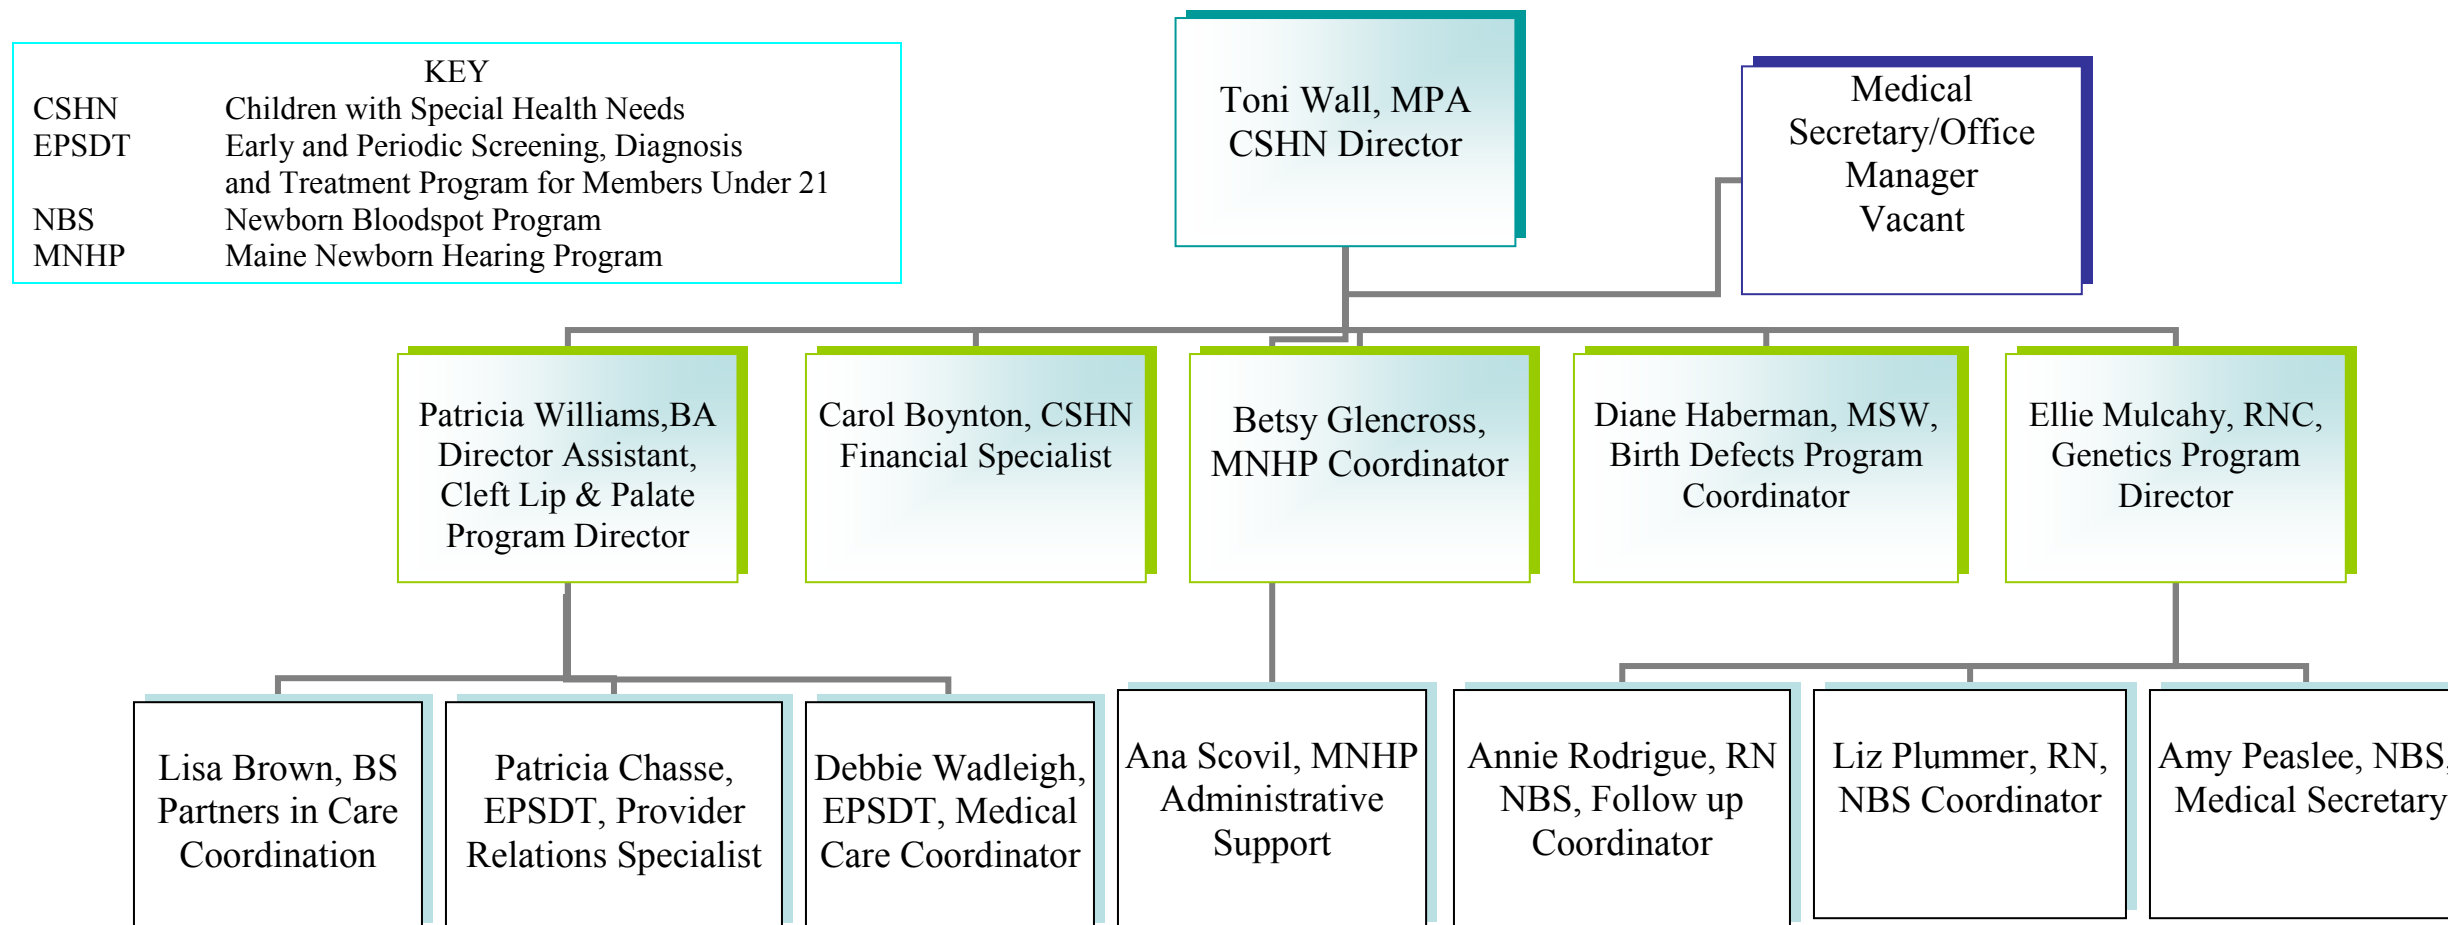 KEY
CSHN Children with Special Health Needs
EPSDT Early and Periodic Screening, Diagnosis
and Treatment Program for Members Under 21
NBS Newborn Bloodspot Program
MNHP Maine Newborn Hearing Program
Toni Wall, MPA
CSHN Director
Medical
Secretary/Office
Manager
Vacant
Patricia Williams,BA
Director Assistant,
Cleft Lip & Palate
Program Director
Carol Boynton, CSHN
Financial Specialist
Betsy Glencross,
MNHP Coordinator
Diane Haberman, MSW,
Birth Defects Program
Coordinator
Ellie Mulcahy, RNC,
Genetics Program
Director
Lisa Brown, BS
Partners in Care
Coordination
Patricia Chasse,
EPSDT, Provider
Relations Specialist
Debbie Wadleigh,
EPSDT, Medical
Care Coordinator
Ana Scovil, MNHP
Administrative
Support
Annie Rodrigue, RN
NBS, Follow up
Coordinator
Liz Plummer, RN,
NBS Coordinator
Amy Peaslee, NBS,
Medical Secretary